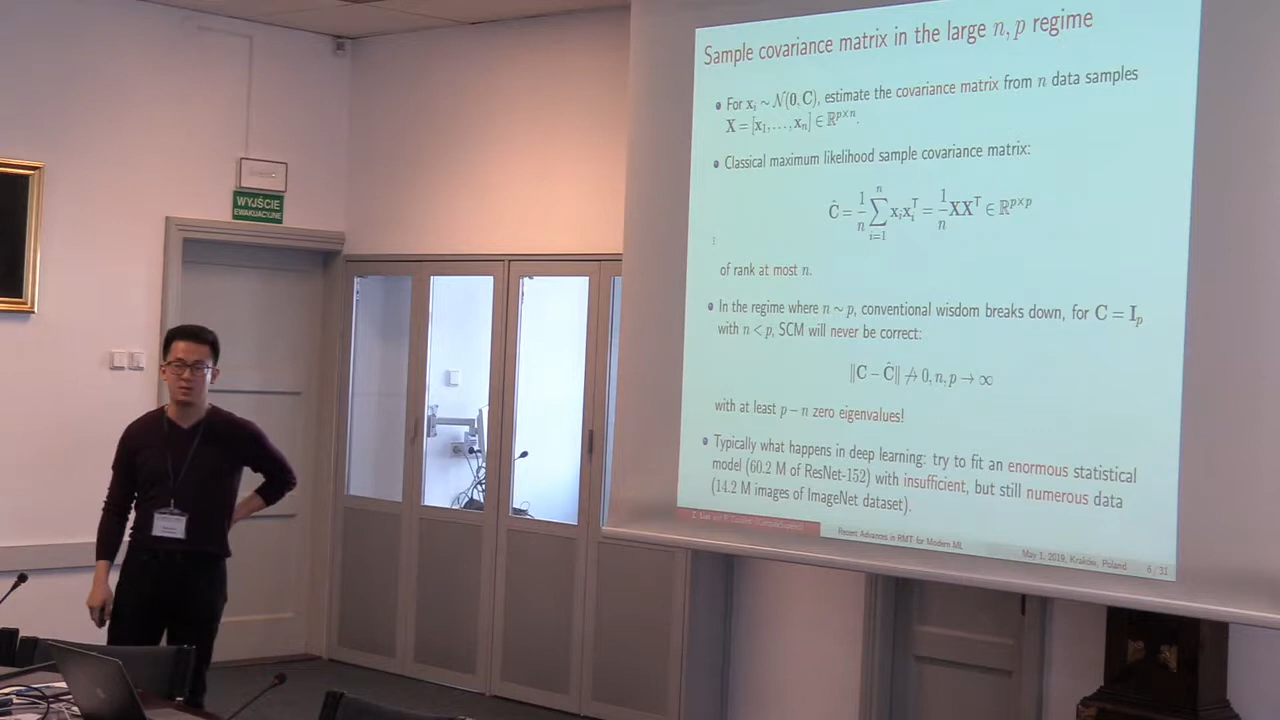 WYJŚCIE
EWAKUACYJNE
Sample covariance matrix in the large n, p regime
For xᵢ ∼ 𝒩(0, C), estimate the covariance matrix from n data samples
X = [x₁, …, xₙ] ∈ ℝᵖˣⁿ.
Classical maximum likelihood sample covariance matrix:
Ĉ = 1/n ∑ᵢ₌₁ⁿ xᵢxᵢᵀ = 1/n XXᵀ ∈ ℝᵖˣᵖ
of rank at most n.
In the regime where n ∼ p, conventional wisdom breaks down, for C = Iₚ
with n < p, SCM will never be correct:
‖C − Ĉ‖ ↛ 0, n, p → ∞
with at least p − n zero eigenvalues!
Typically what happens in deep learning: try to fit an enormous statistical
model (60.2 M of ResNet-152) with insufficient, but still numerous data
(14.2 M images of ImageNet dataset).
Recent Advances in RMT for Modern ML
May 1, 2019, Kraków, Poland 6 / 31